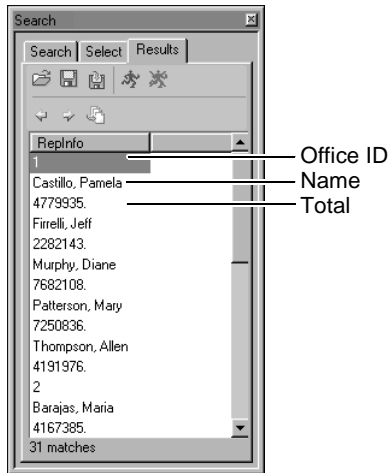 Search
Search Select Results
RepInfo
1
Castillo, Pamela
4779935.
Firrelli, Jeff
2282143.
Murphy, Diane
7682108.
Patterson, Mary
7250836.
Thompson, Allen
4191976.
2
Barajas, Maria
4167385.
31 matches
Office ID
Name
Total